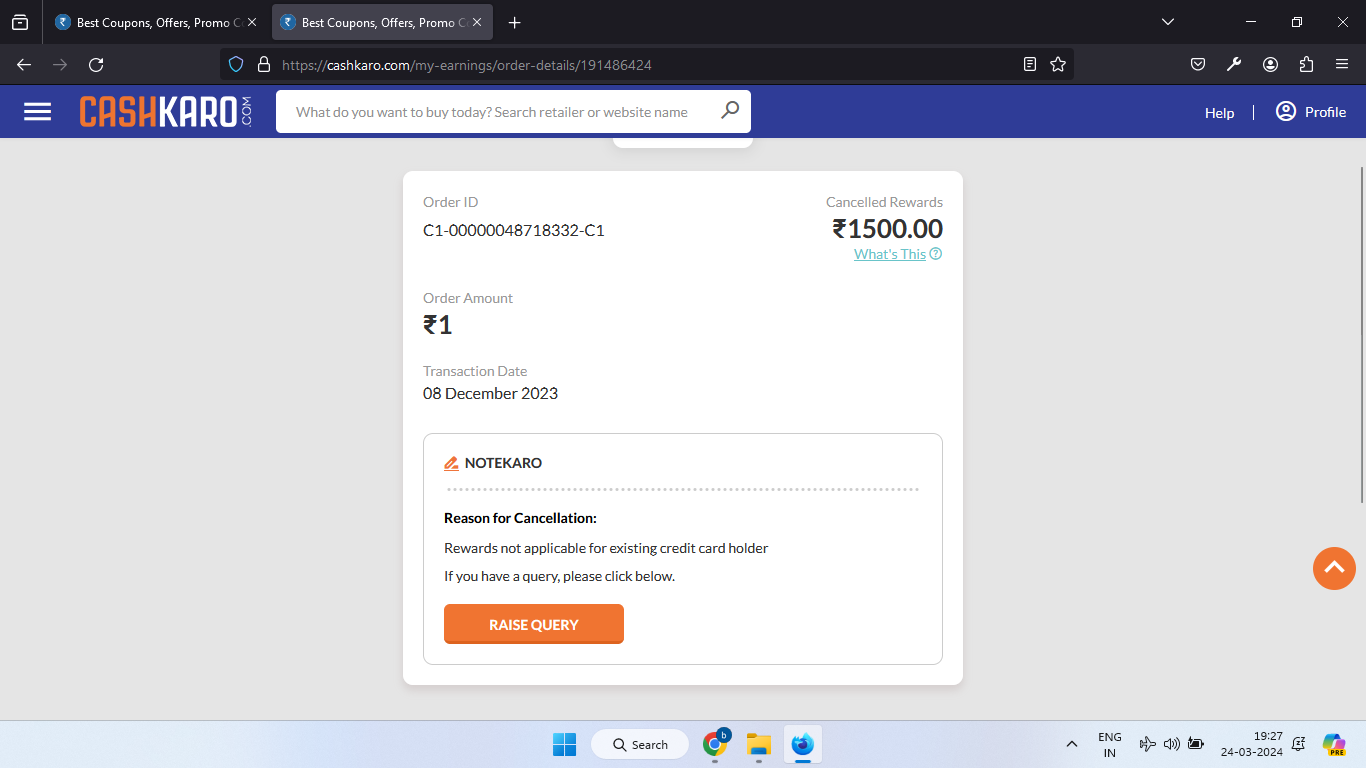 Best Coupons, Offers, Promo C
Best Coupons, Offers, Promo C
https://cashkaro.com/my-earnings/order-details/191486424
CASHKARO.COM
What do you want to buy today? Search retailer or website name
Help
Profile
Order ID
Cancelled Rewards
C1-00000048718332-C1
₹1500.00
What's This
Order Amount
₹1
Transaction Date
08 December 2023
NOTEKARO
Reason for Cancellation:
Rewards not applicable for existing credit card holder
If you have a query, please click below.
RAISE QUERY
Search
b
ENG
IN
19:27
24-03-2024
PRE